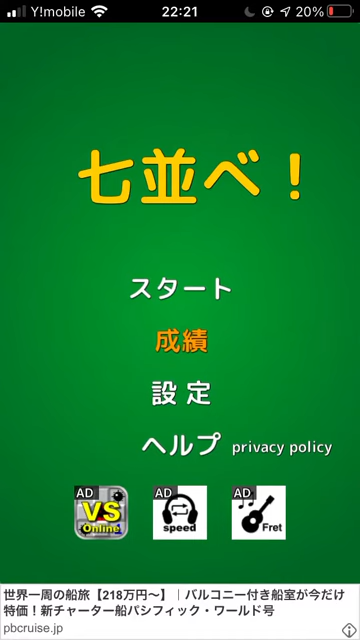 Y!mobile 22:21 20%
七並べ！
スタート
成績
設定
ヘルプ privacy policy
AD AD AD
VS speed Fret
Online
世界一周の船旅【218万円〜】｜バルコニー付き船室が今だけ
特価！新チャーター船パシフィック・ワールド号
pbcruise.jp